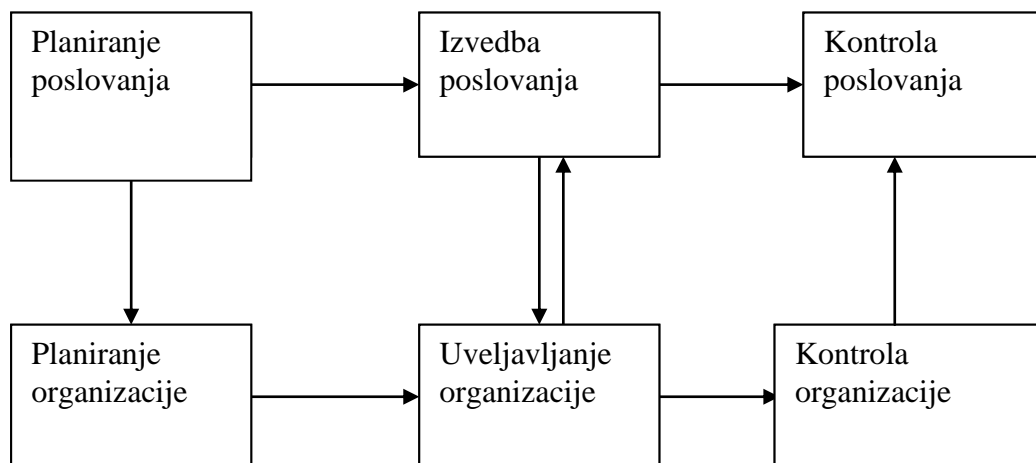 Planiranje
poslovanja
Izvedba
poslovanja
Kontrola
poslovanja
Planiranje
organizacije
Uveljavljanje
organizacije
Kontrola
organizacije